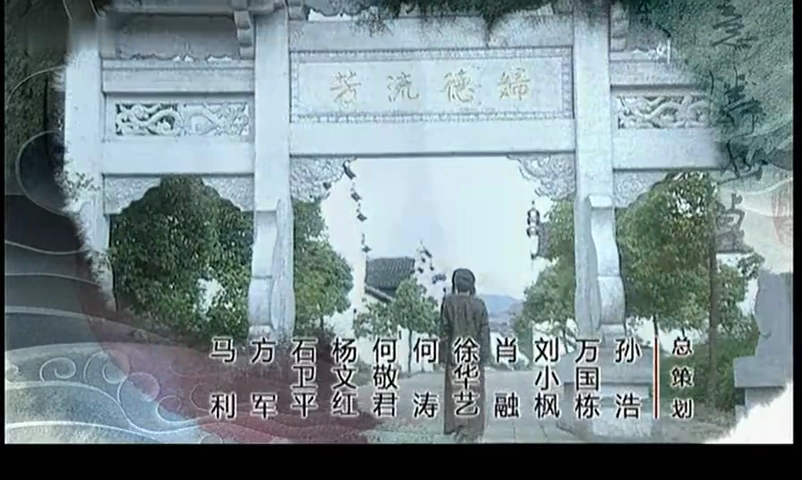 婦德流芳
总策划
孙浩
万国栋
刘小枫
肖融
徐华艺
何涛
何敬君
杨文红
石卫平
方军
马利